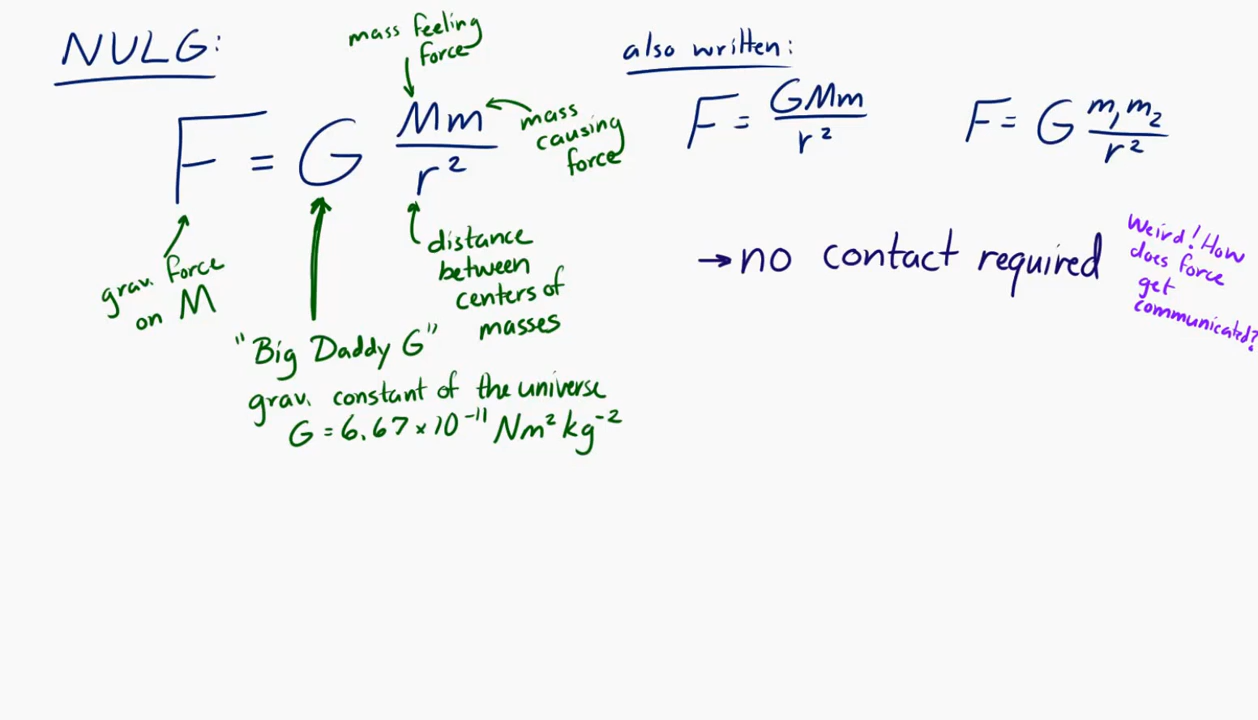 NULG:
mass feeling
force
F = G Mm / r²
mass
causing
force
grav. force
on M
distance
between
centers of
masses
"Big Daddy G"
grav. constant of the universe
G = 6.67 × 10⁻¹¹ Nm² kg⁻²
also written:
F = GMm / r²
F = G m₁m₂ / r²
→ no contact required
Weird! How
does force
get
communicated?